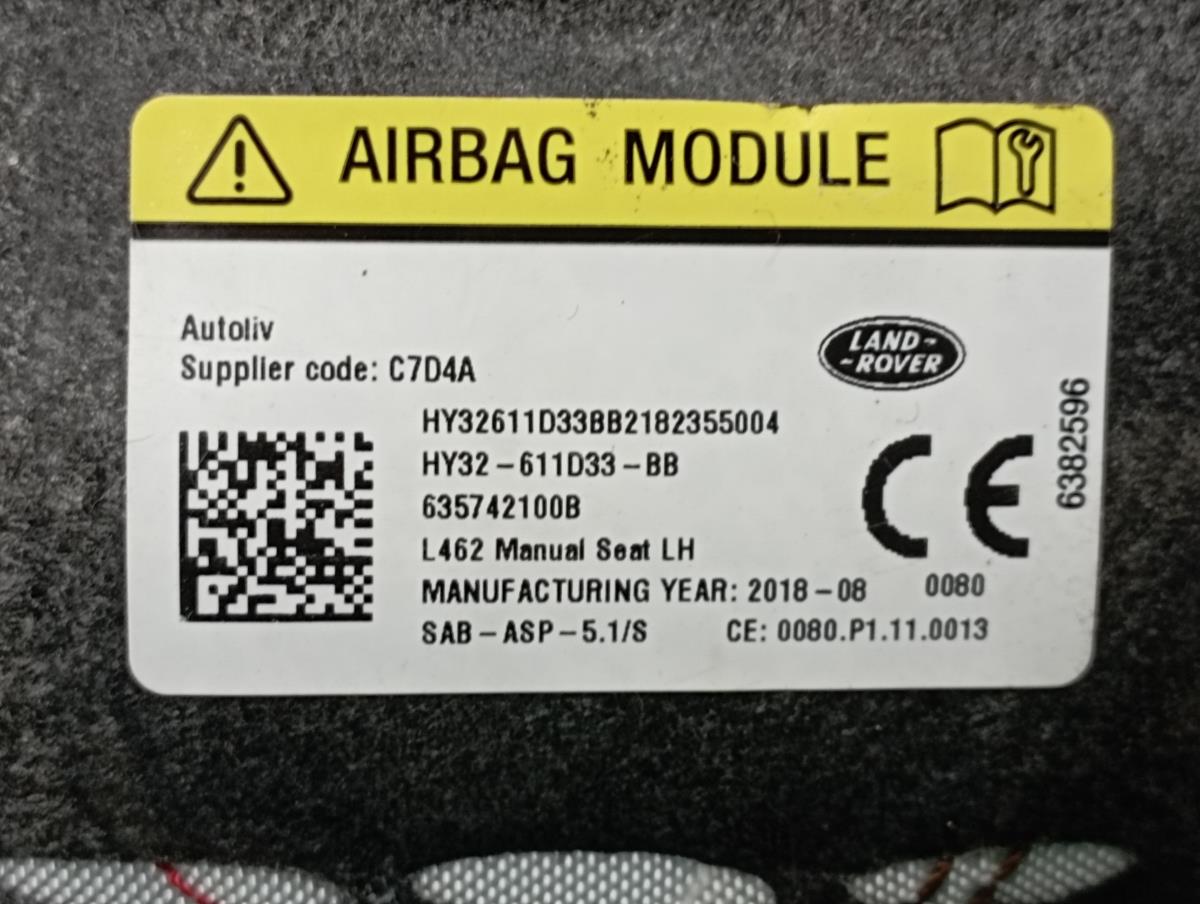 AIRBAG MODULE
Autoliv
Supplier code: C7D4A
LAND-
-ROVER
HY32611D33BB2182355004
HY32-611D33-BB
635742100B
L462 Manual Seat LH
MANUFACTURING YEAR: 2018-08 0080
SAB-ASP-5.1/S CE: 0080.P1.11.0013
CE
6382596